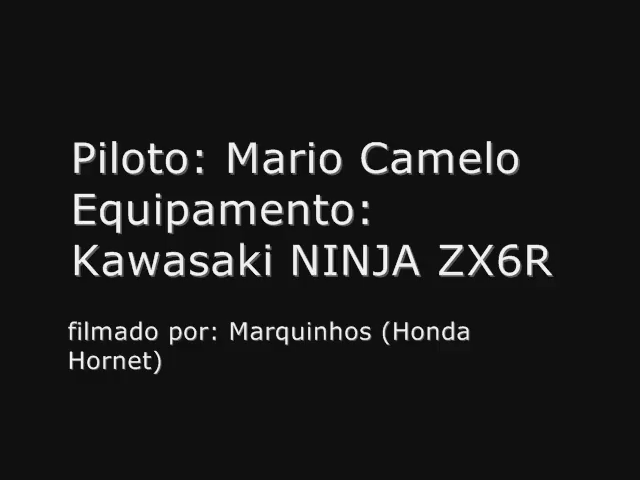 Piloto: Mario Camelo
Equipamento:
Kawasaki NINJA ZX6R
filmado por: Marquinhos (Honda
Hornet)